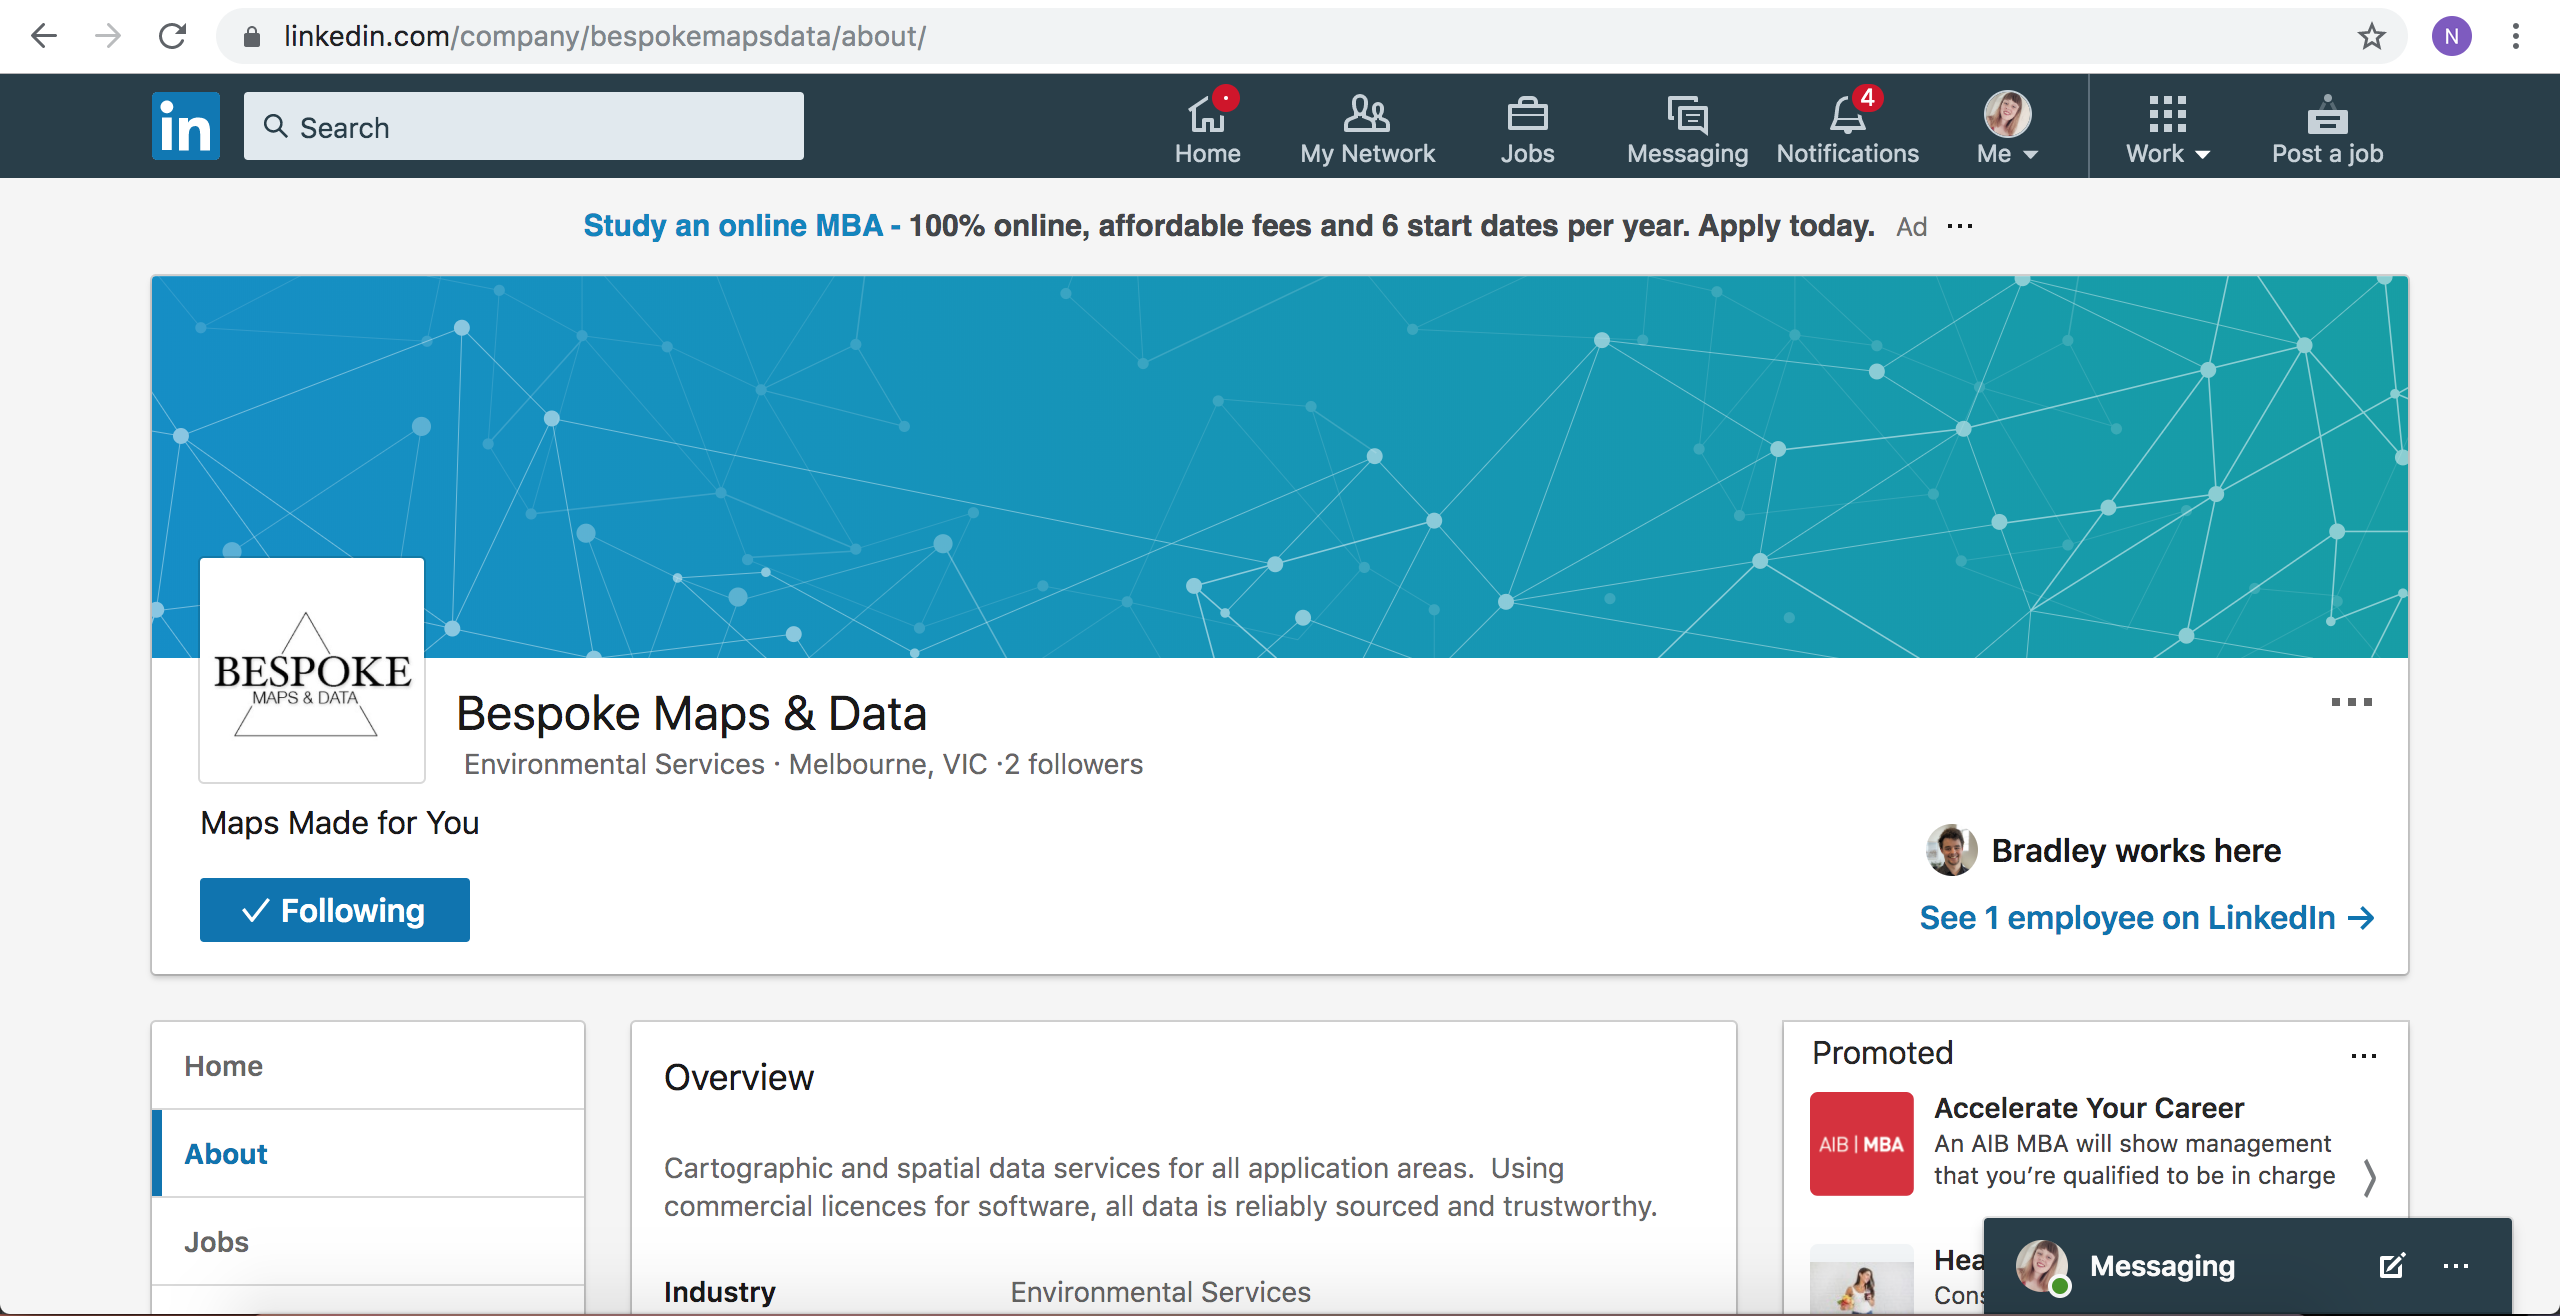 linkedin.com/company/bespokemapsdata/about/
N
in
Search
Home
My Network
Jobs
Messaging
4
Notifications
Me
Work
Post a job
Study an online MBA - 100% online, affordable fees and 6 start dates per year. Apply today. Ad ...
BESPOKE
MAPS & DATA
Bespoke Maps & Data
Environmental Services · Melbourne, VIC ·2 followers
Maps Made for You
Following
Bradley works here
See 1 employee on LinkedIn →
Home
About
Jobs
Overview
Cartographic and spatial data services for all application areas.  Using
commercial licences for software, all data is reliably sourced and trustworthy.
Industry
Environmental Services
Promoted
AIB | MBA
Accelerate Your Career
An AIB MBA will show management
that you’re qualified to be in charge
Messaging